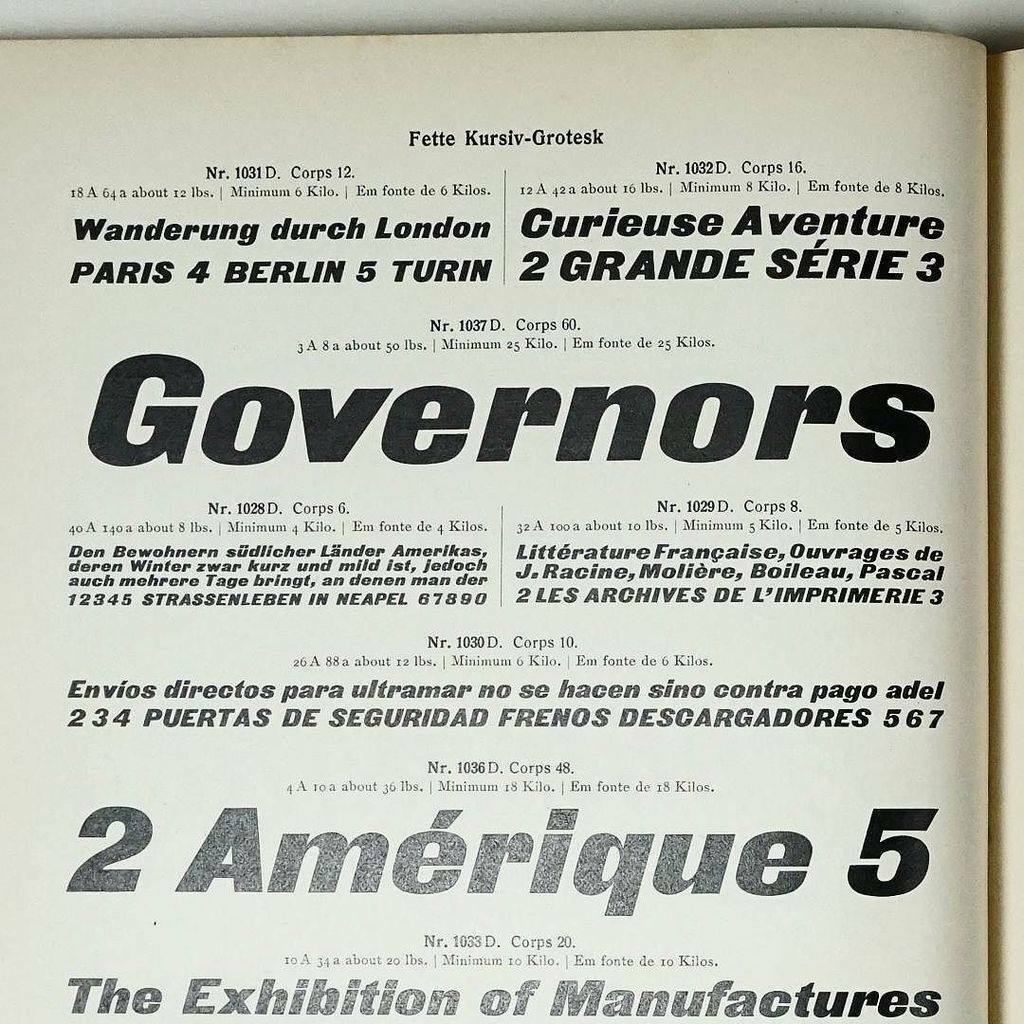 Fette Kursiv-Grotesk
Nr. 1031 D. Corps 12.
18 A 64 a about 12 lbs. | Minimum 6 Kilo. | Em fonte de 6 Kilos.
Wanderung durch London
PARIS 4 BERLIN 5 TURIN
Nr. 1032 D. Corps 16.
12 A 42 a about 16 lbs. | Minimum 8 Kilo. | Em fonte de 8 Kilos.
Curieuse Aventure
2 GRANDE SÉRIE 3
Nr. 1037 D. Corps 60.
3 A 8 a about 50 lbs. | Minimum 25 Kilo. | Em fonte de 25 Kilos.
Governors
Nr. 1028 D. Corps 6.
40 A 140 a about 8 lbs. | Minimum 4 Kilo. | Em fonte de 4 Kilos.
Den Bewohnern südlicher Länder Amerikas,
deren Winter zwar kurz und mild ist, jedoch
auch mehrere Tage bringt, an denen man der
12345 STRASSENLEBEN IN NEAPEL 67890
Nr. 1029 D. Corps 8.
32 A 100 a about 10 lbs. | Minimum 5 Kilo. | Em fonte de 5 Kilos.
Littérature Française, Ouvrages de
J. Racine, Molière, Boileau, Pascal
2 LES ARCHIVES DE L'IMPRIMERIE 3
Nr. 1030 D. Corps 10.
26 A 88 a about 12 lbs. | Minimum 6 Kilo. | Em fonte de 6 Kilos.
Envíos directos para ultramar no se hacen sino contra pago adel
234 PUERTAS DE SEGURIDAD FRENOS DESCARGADORES 567
Nr. 1036 D. Corps 48.
4 A 10 a about 36 lbs. | Minimum 18 Kilo. | Em fonte de 18 Kilos.
2 Amérique 5
Nr. 1033 D. Corps 20.
10 A 34 a about 20 lbs. | Minimum 10 Kilo. | Em fonte de 10 Kilos.
The Exhibition of Manufactures